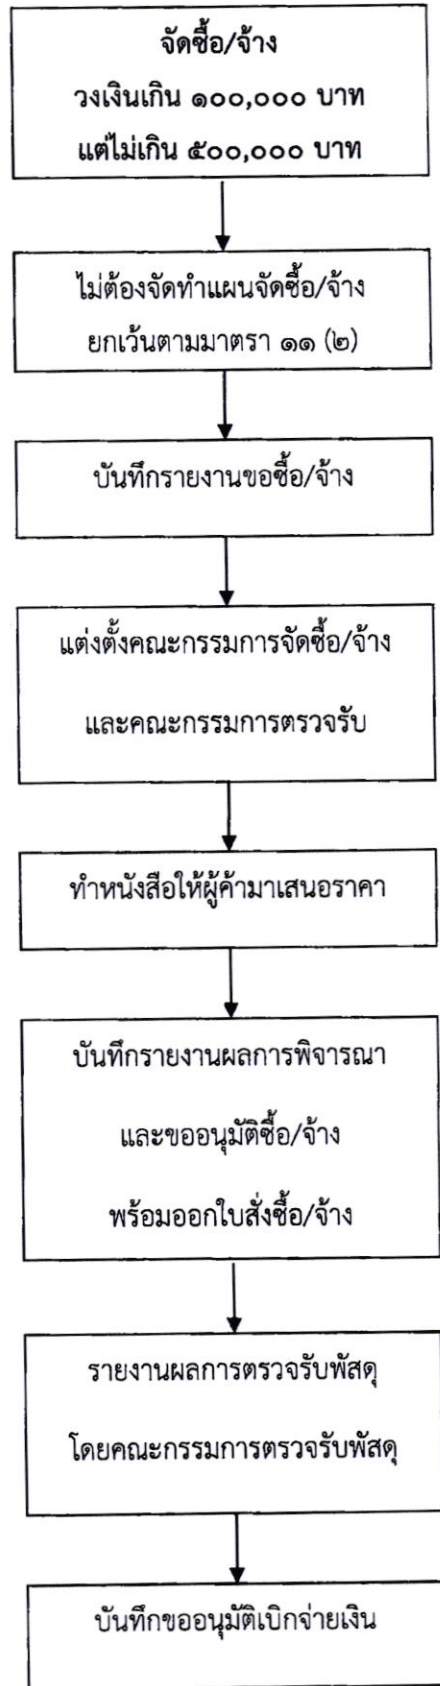 จัดซื้อ/จ้าง
วงเงินเกิน ๑๐๐,๐๐๐ บาท
แต่ไม่เกิน ๕๐๐,๐๐๐ บาท
ไม่ต้องจัดทำแผนจัดซื้อ/จ้าง
ยกเว้นตามมาตรา ๑๑ (๒)
บันทึกรายงานขอซื้อ/จ้าง
แต่งตั้งคณะกรรมการจัดซื้อ/จ้าง
และคณะกรรมการตรวจรับ
ทำหนังสือให้ผู้ค้ามาเสนอราคา
บันทึกรายงานผลการพิจารณา
และขออนุมัติซื้อ/จ้าง
พร้อมออกใบสั่งซื้อ/จ้าง
รายงานผลการตรวจรับพัสดุ
โดยคณะกรรมการตรวจรับพัสดุ
บันทึกขออนุมัติเบิกจ่ายเงิน